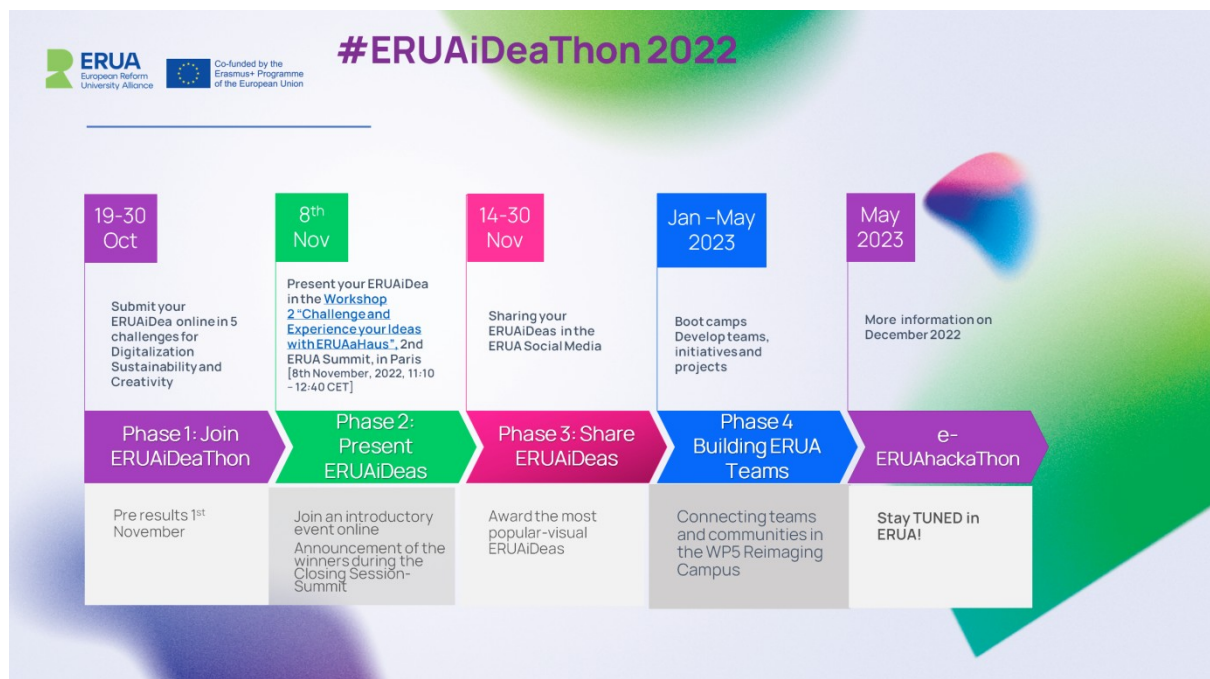 #ERUAiDeaThon 2022
ERUA
European Reform
University Alliance
Co-funded by the
Erasmus+ Programme
of the European Union
19-30
Oct
Submit your
ERUAiDea online in 5
challenges for
Digitalization
Sustainability and
Creativity
Phase 1: Join
ERUAiDeaThon
Pre results 1st
November
8th
Nov
Present your ERUAiDea
in the Workshop
2 “Challenge and
Experience your Ideas
with ERUAaHaus”, 2nd
ERUA Summit, in Paris
[8th November, 2022, 11:10
– 12:40 CET]
Phase 2:
Present
ERUAiDeas
Join an introductory
event online
Announcement of the
winners during the
Closing Session-
Summit
14-30
Nov
Sharing your
ERUAiDeas in the
ERUA Social Media
Phase 3: Share
ERUAiDeas
Award the most
popular-visual
ERUAiDeas
Jan –May
2023
Boot camps
Develop teams,
initiatives and
projects
Phase 4
Building ERUA
Teams
Connecting teams
and communities in
the WP5 Reimaging
Campus
May
2023
More information on
December 2022
e-
ERUAhackaThon
Stay TUNED in
ERUA!